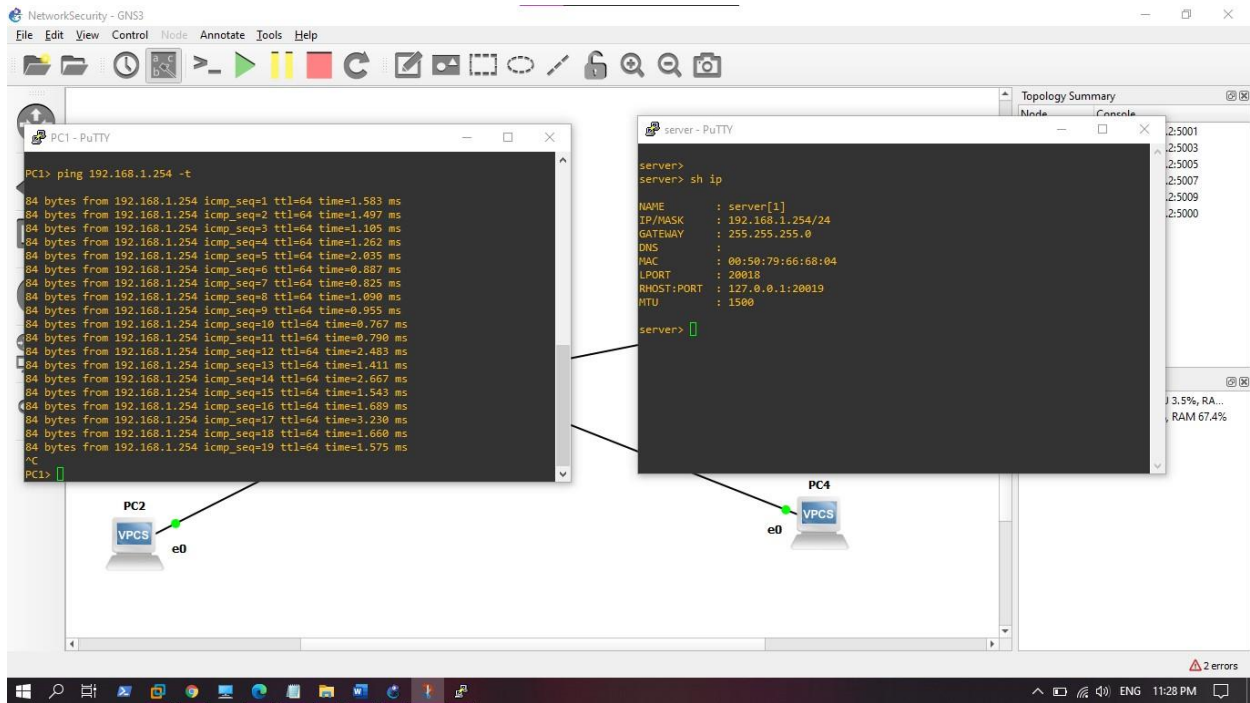 NetworkSecurity - GNS3
File Edit View Control Node Annotate Tools Help
Topology Summary
Node Console
.2:5001
.2:5003
.2:5005
.2:5007
.2:5009
.2:5000
PC1 - PuTTY
PC1> ping 192.168.1.254 -t
84 bytes from 192.168.1.254 icmp_seq=1 ttl=64 time=1.583 ms
84 bytes from 192.168.1.254 icmp_seq=2 ttl=64 time=1.497 ms
84 bytes from 192.168.1.254 icmp_seq=3 ttl=64 time=1.105 ms
84 bytes from 192.168.1.254 icmp_seq=4 ttl=64 time=1.262 ms
84 bytes from 192.168.1.254 icmp_seq=5 ttl=64 time=2.035 ms
84 bytes from 192.168.1.254 icmp_seq=6 ttl=64 time=0.887 ms
84 bytes from 192.168.1.254 icmp_seq=7 ttl=64 time=0.825 ms
84 bytes from 192.168.1.254 icmp_seq=8 ttl=64 time=1.090 ms
84 bytes from 192.168.1.254 icmp_seq=9 ttl=64 time=0.955 ms
84 bytes from 192.168.1.254 icmp_seq=10 ttl=64 time=0.767 ms
84 bytes from 192.168.1.254 icmp_seq=11 ttl=64 time=0.790 ms
84 bytes from 192.168.1.254 icmp_seq=12 ttl=64 time=2.483 ms
84 bytes from 192.168.1.254 icmp_seq=13 ttl=64 time=1.411 ms
84 bytes from 192.168.1.254 icmp_seq=14 ttl=64 time=2.667 ms
84 bytes from 192.168.1.254 icmp_seq=15 ttl=64 time=1.543 ms
84 bytes from 192.168.1.254 icmp_seq=16 ttl=64 time=1.689 ms
84 bytes from 192.168.1.254 icmp_seq=17 ttl=64 time=3.230 ms
84 bytes from 192.168.1.254 icmp_seq=18 ttl=64 time=1.660 ms
84 bytes from 192.168.1.254 icmp_seq=19 ttl=64 time=1.575 ms
^C
PC1>
server - PuTTY
server>
server> sh ip
NAME : server[1]
IP/MASK : 192.168.1.254/24
GATEWAY : 255.255.255.0
DNS :
MAC : 00:50:79:66:68:04
LPORT : 20018
RHOST:PORT : 127.0.0.1:20019
MTU : 1500
server>
J 3.5%, RA...
, RAM 67.4%
PC2
VPCS
e0
PC4
VPCS
e0
2 errors
ENG 11:28 PM